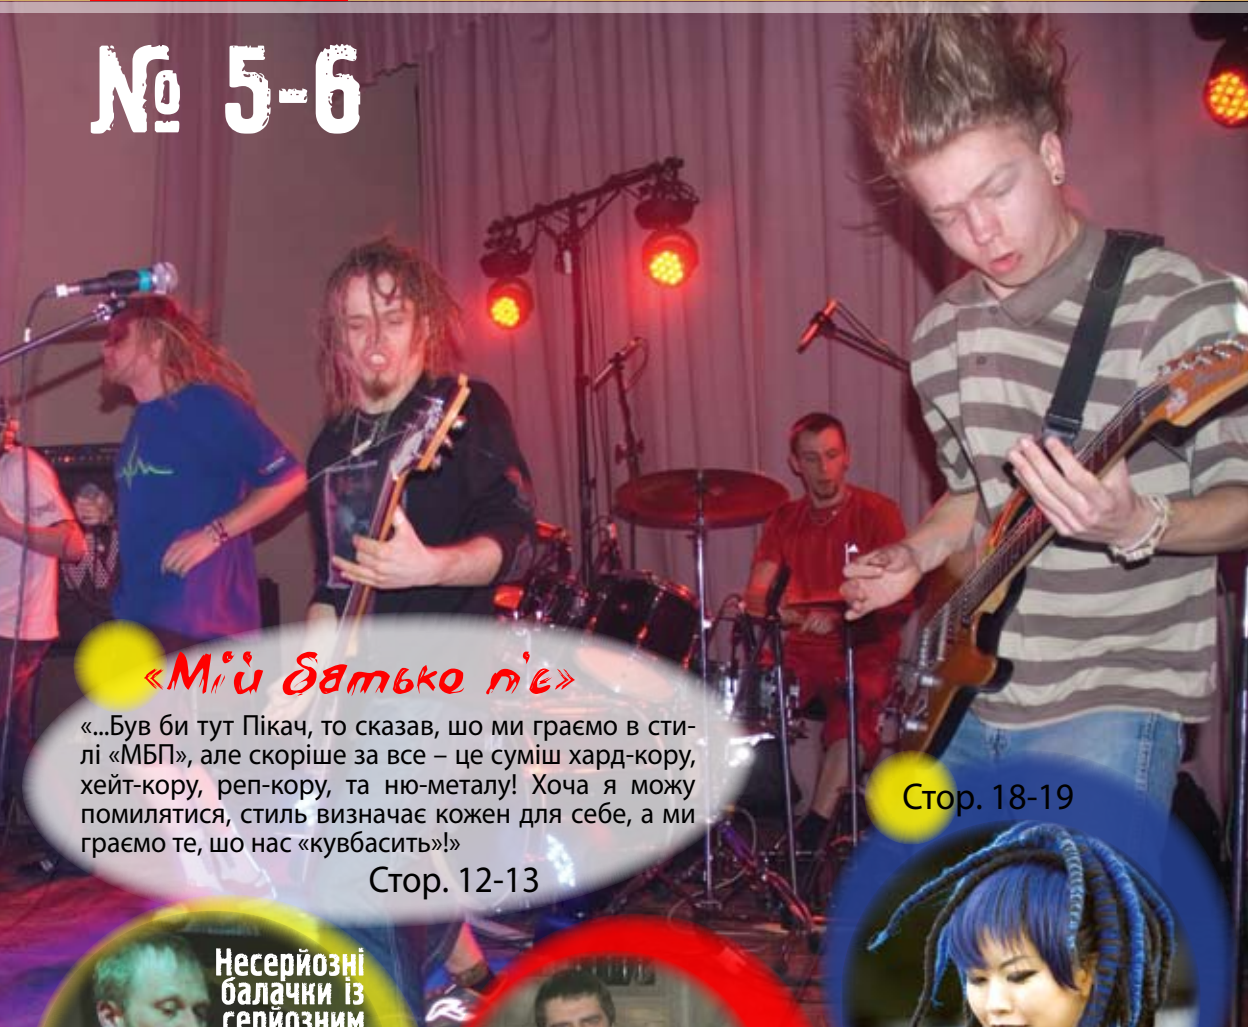 № 5-6
«Мій батько п'є»
«...Був би тут Пікач, то сказав, шо ми граємо в сти-
лі «МБП», але скоріше за все – це суміш хард-кору,
хейт-кору, реп-кору, та ню-металу! Хоча я можу
помилятися, стиль визначає кожен для себе, а ми
граємо те, шо нас «кувбасить»!»
Стор. 12-13
Стор. 18-19
Несерйозні
балачки із
серйозним